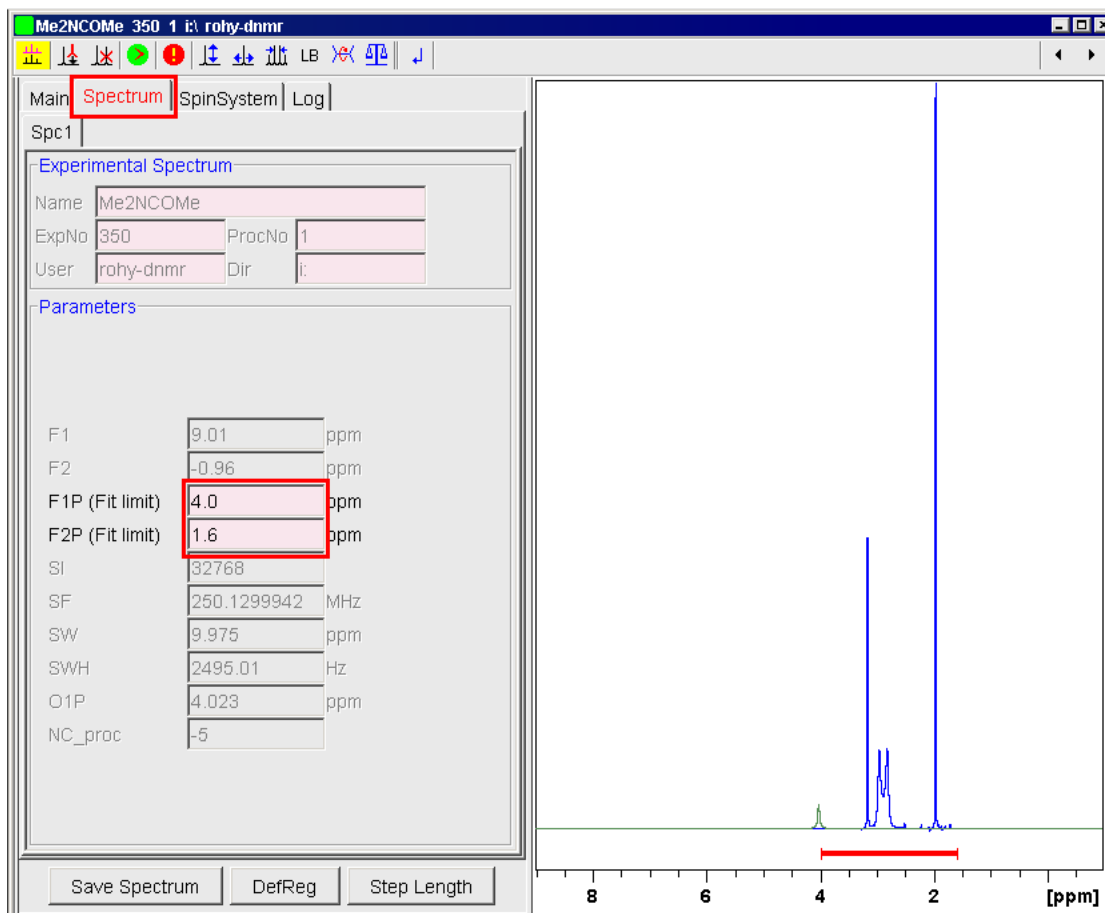 Me2NCOMe 350 1 i:\ rohy-dnmr
LB
Main Spectrum SpinSystem Log
Spc1
Experimental Spectrum
Name Me2NCOMe
ExpNo 350 ProcNo 1
User rohy-dnmr Dir i:
Parameters
F1 9.01 ppm
F2 -0.96 ppm
F1P (Fit limit) 4.0 ppm
F2P (Fit limit) 1.6 ppm
SI 32768
SF 250.1299942 MHz
SW 9.975 ppm
SWH 2495.01 Hz
O1P 4.023 ppm
NC_proc -5
Save Spectrum DefReg Step Length
8 6 4 2 [ppm]